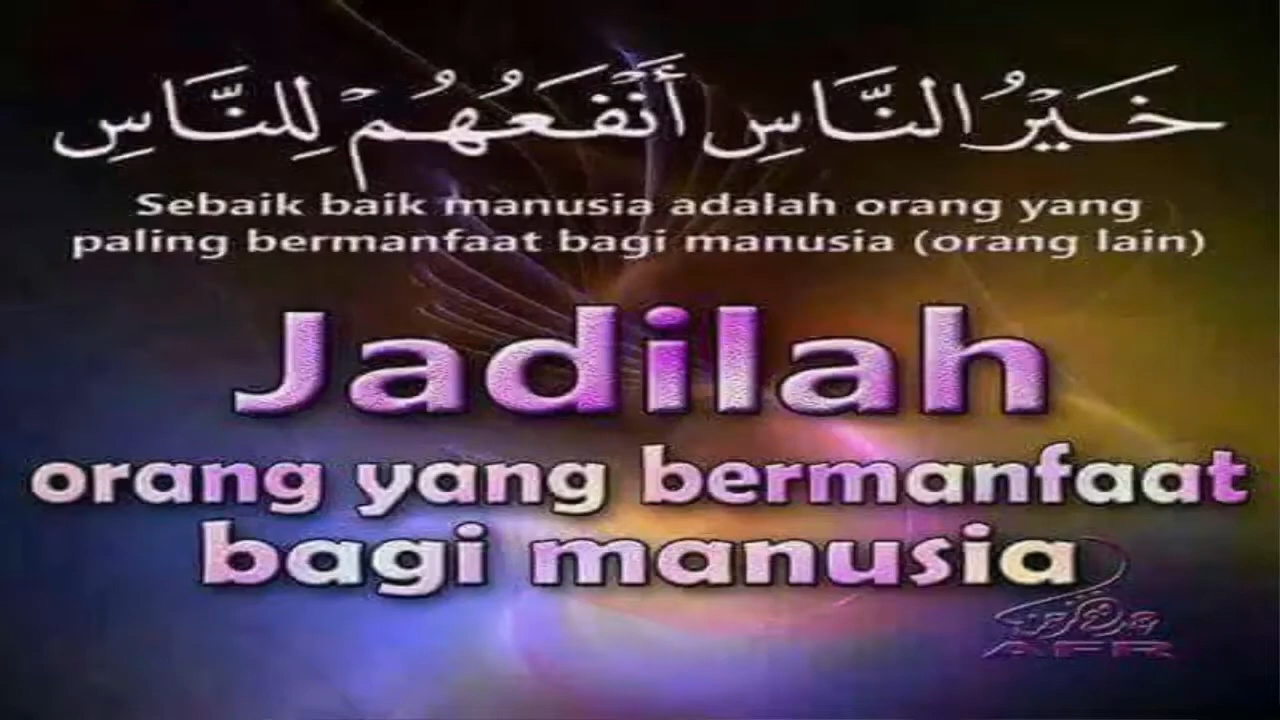 خَيْرُ النَّاسِ أَنْفَعُهُمْ لِلنَّاسِ
Sebaik baik manusia adalah orang yang
paling bermanfaat bagi manusia (orang lain)
Jadilah
orang yang bermanfaat
bagi manusia